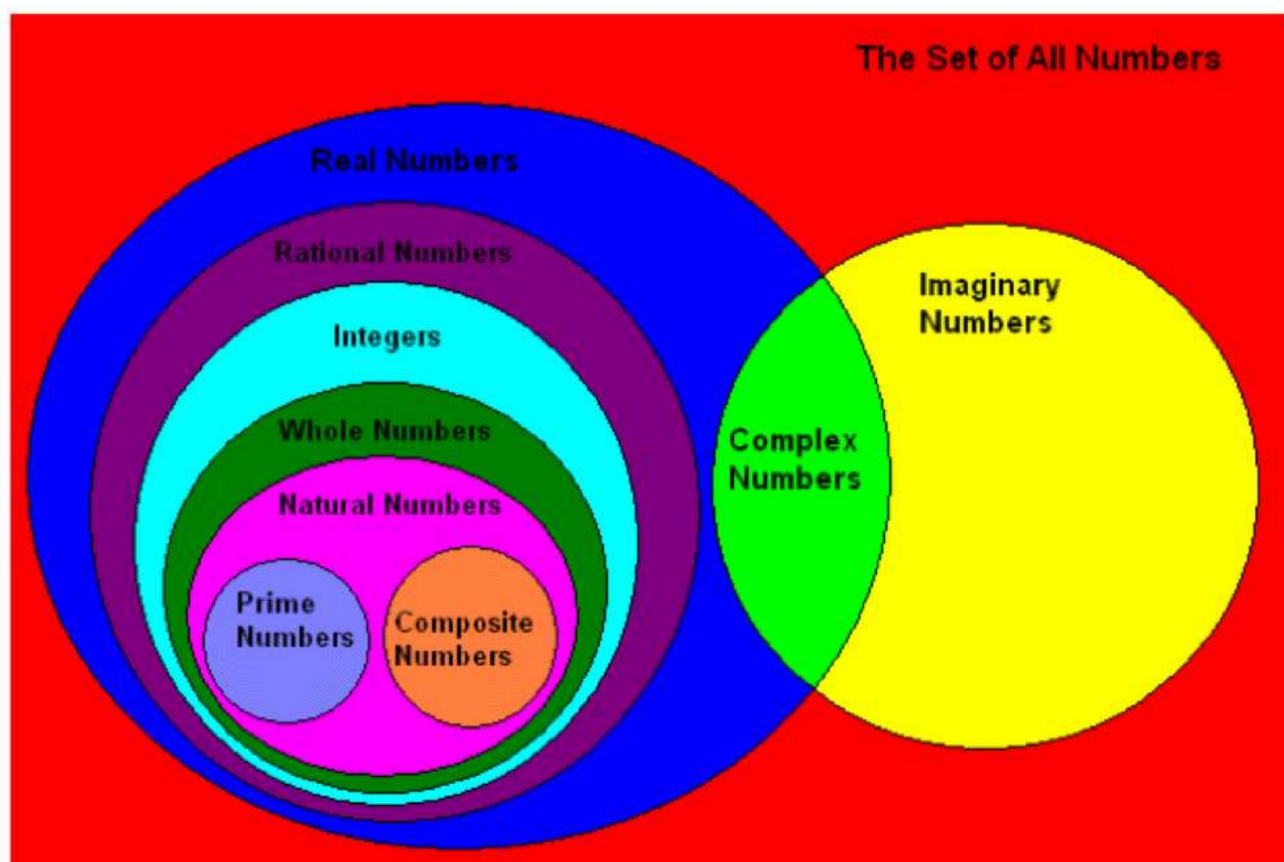 The Set of All Numbers
Real Numbers
Rational Numbers
Integers
Whole Numbers
Natural Numbers
Prime
Numbers
Composite
Numbers
Complex
Numbers
Imaginary
Numbers